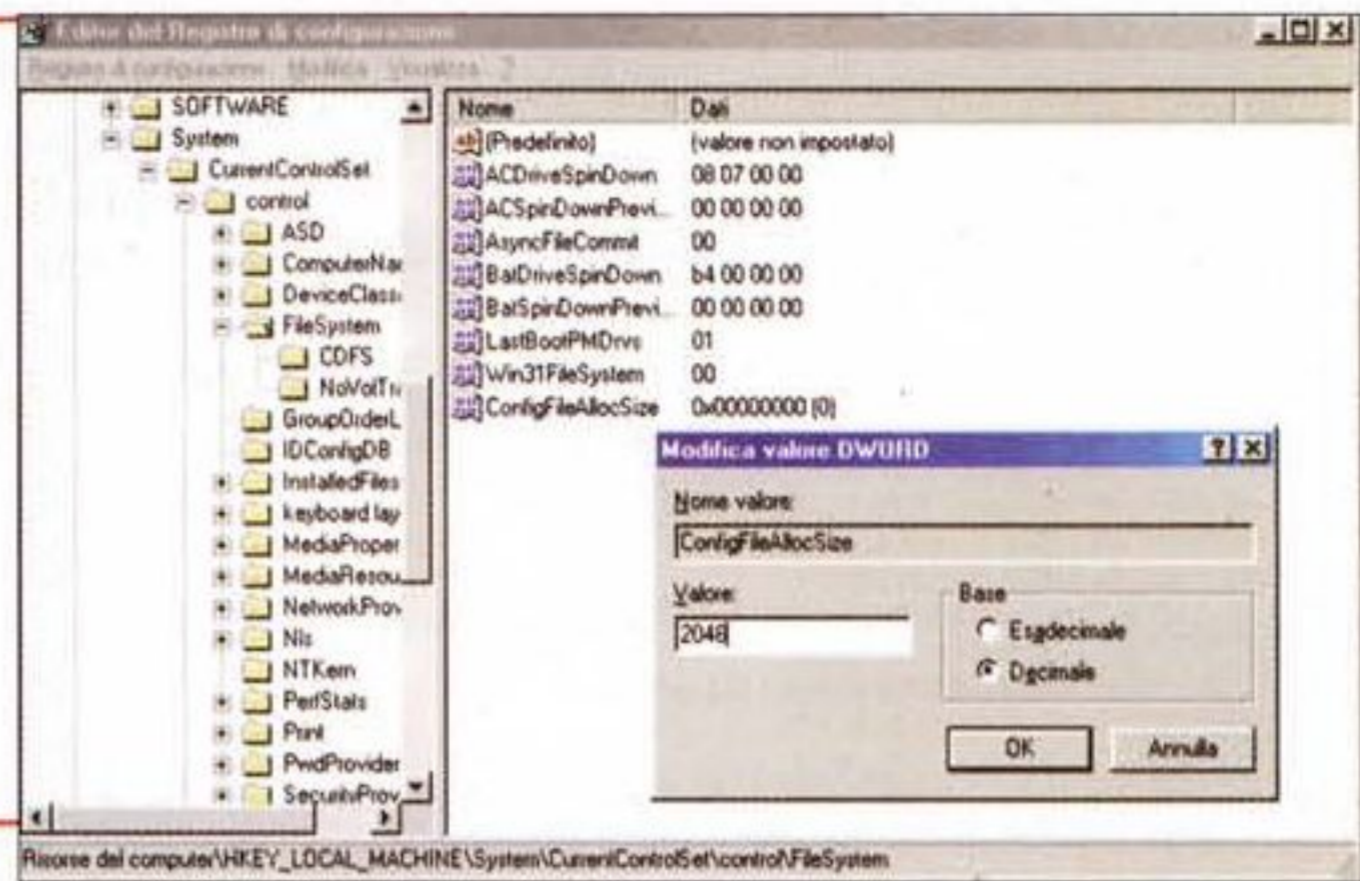 Editor del Registro di configurazione
Registro di configurazione Modifica Visualizza ?
SOFTWARE
System
CurrentControlSet
control
ASD
ComputerNa
DeviceClass
FileSystem
CDFS
NoVolTr
GroupOrderL
IDConfigDB
InstalledFiles
keyboard lay
MediaProper
MediaResou
NetworkProv
Nls
NTKern
PerfStats
Print
PwdProvider
SecurityProv
Nome Dati
(Predefinito) (valore non impostato)
ACDriveSpinDown 08 07 00 00
ACSpinDownPrevi... 00 00 00 00
AsyncFileCommit 00
BatDriveSpinDown b4 00 00 00
BatSpinDownPrevi... 00 00 00 00
LastBootPMDrvs 01
Win31FileSystem 00
ConfigFileAllocSize 0x00000000 (0)
Modifica valore DWORD
Nome valore:
ConfigFileAllocSize
Valore:
2048
Base
Esadecimale
Decimale
OK Annulla
Risorse del computer\HKEY_LOCAL_MACHINE\System\CurrentControlSet\control\FileSystem